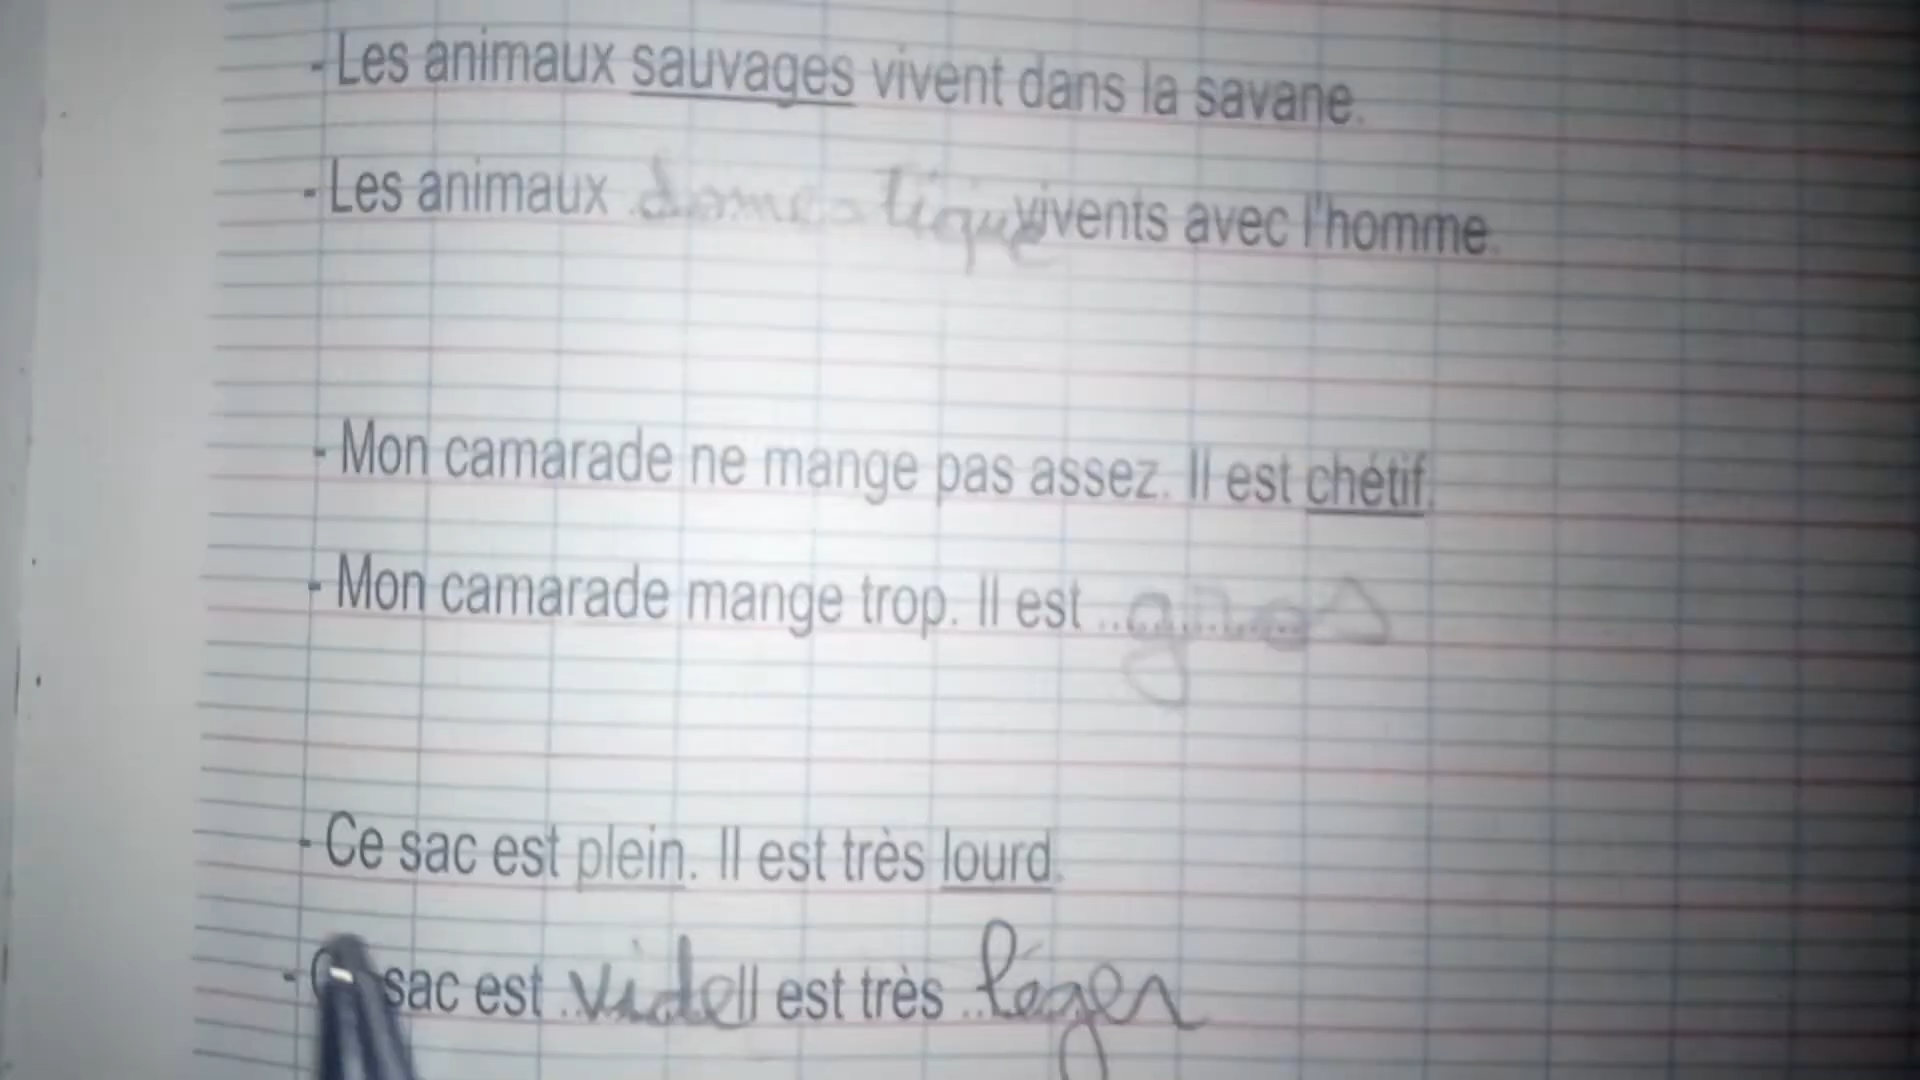 - Les animaux sauvages vivent dans la savane.
- Les animaux domestique vivents avec l'homme.
- Mon camarade ne mange pas assez. Il est chétif.
- Mon camarade mange trop. Il est ..gros
- Ce sac est plein. Il est très lourd.
- sac est ..vide Il est très ..léger